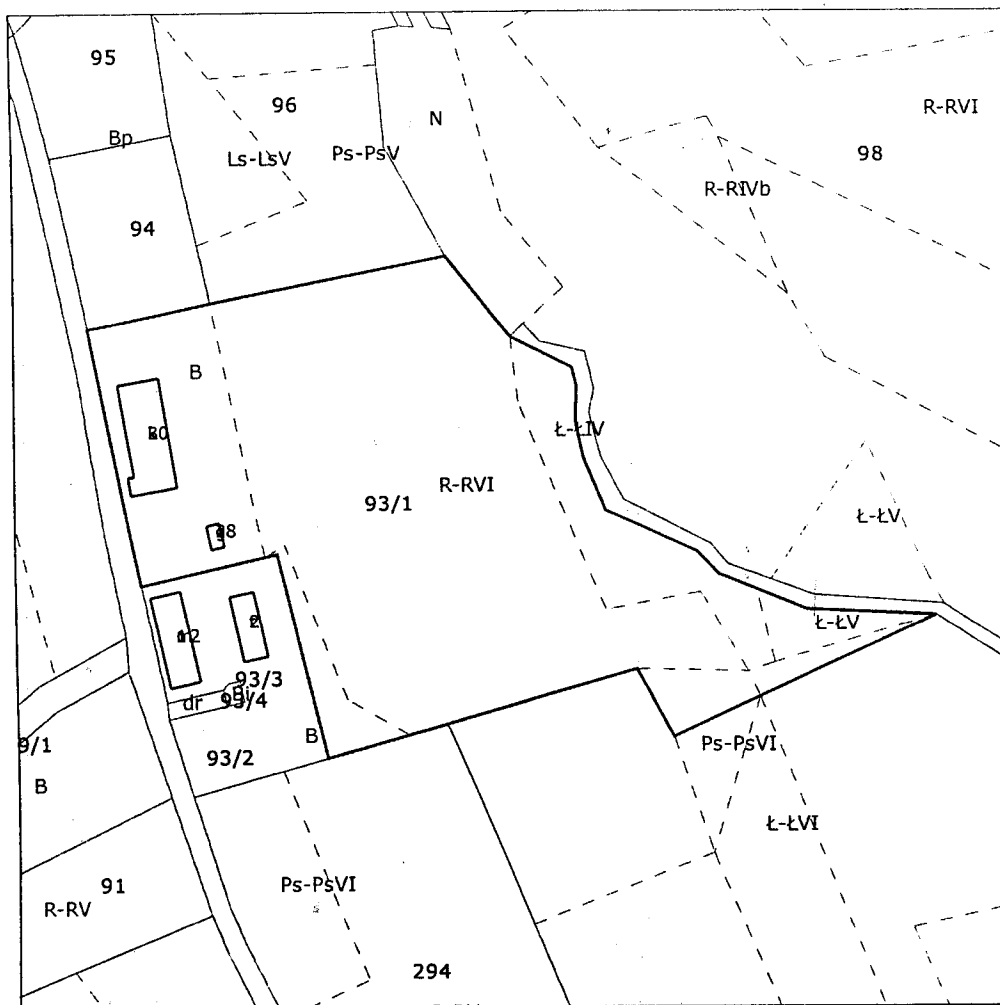 95
96
N
R-RVI
Bp
Ls-LsV
Ps-PsV
98
R-RIVb
94
B
Ł-ŁIV
R-RVI
93/1
Ł-ŁV
Ł-ŁV
93/3
dr
93/4
B
9/1
93/2
Ps-PsVI
B
Ł-ŁVI
91
Ps-PsVI
R-RV
294